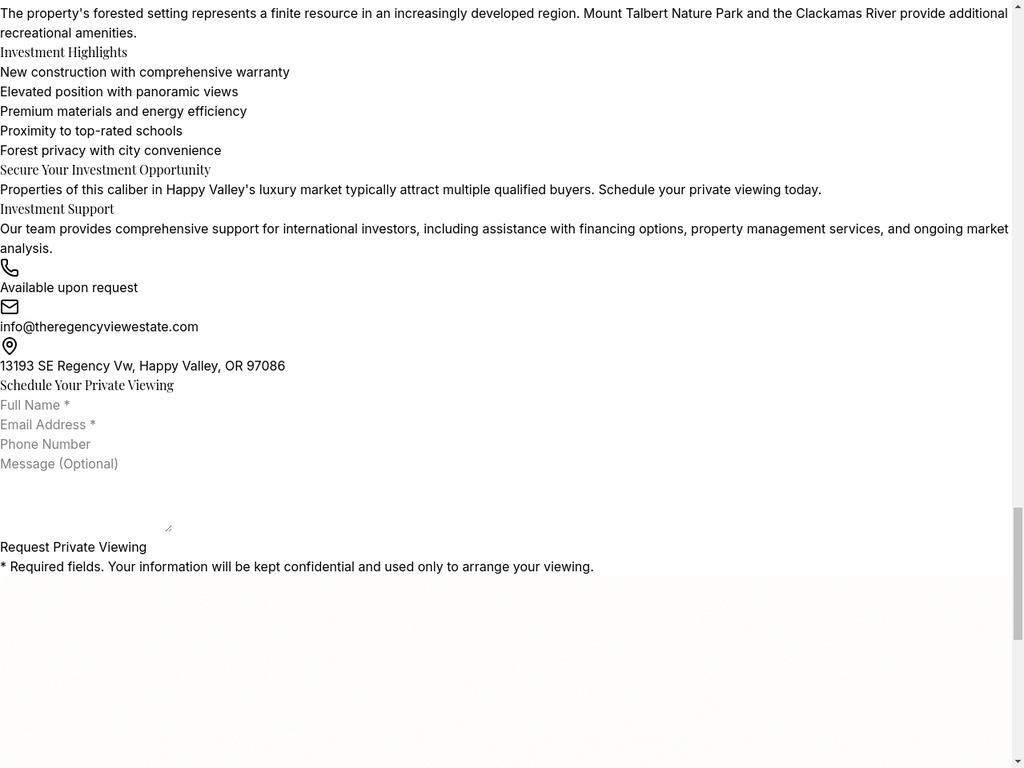 The property's forested setting represents a finite resource in an increasingly developed region. Mount Talbert Nature Park and the Clackamas River provide additional
recreational amenities.
Investment Highlights
New construction with comprehensive warranty
Elevated position with panoramic views
Premium materials and energy efficiency
Proximity to top-rated schools
Forest privacy with city convenience
Secure Your Investment Opportunity
Properties of this caliber in Happy Valley's luxury market typically attract multiple qualified buyers. Schedule your private viewing today.
Investment Support
Our team provides comprehensive support for international investors, including assistance with financing options, property management services, and ongoing market
analysis.
Available upon request
info@theregencyviewestate.com
13193 SE Regency Vw, Happy Valley, OR 97086
Schedule Your Private Viewing
Full Name *
Email Address *
Phone Number
Message (Optional)
Request Private Viewing
* Required fields. Your information will be kept confidential and used only to arrange your viewing.